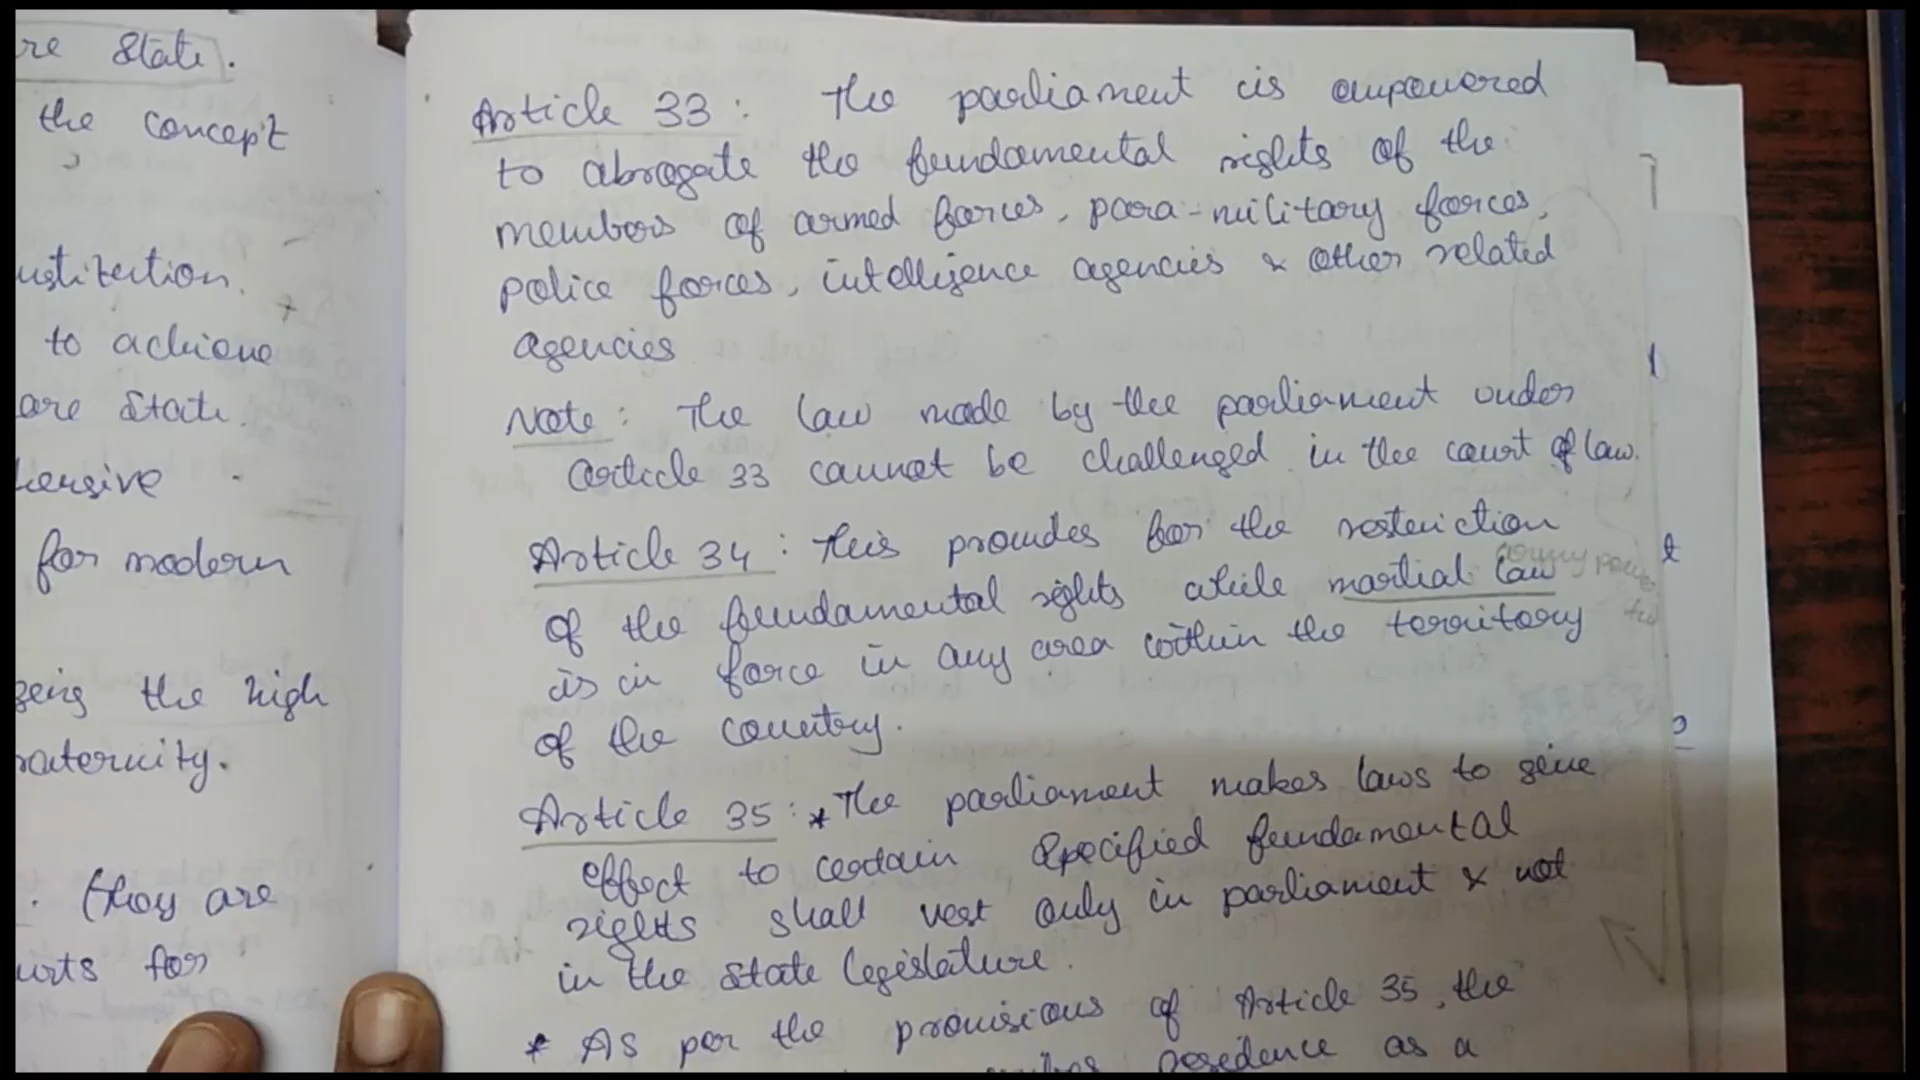 re State.
the concept
to achieve
are State.
for modern
the high
they are
for
Article 33: The parliament is empowered
to abrogate the fundamental rights of the
members of armed forces, para-military forces,
police forces, intelligence agencies & other related
agencies
Note: The law made by the parliament under
article 33 cannot be challenged in the court of law.
Article 34: This provides for the restriction
of the fundamental rights while martial law
is in force in any area within the territory
of the country.
Article 35: * The parliament makes laws to give
effect to certain specified fundamental
rights shall vest only in parliament & not
in the State legislature.
* As per the provisions of Article 35, the
as a